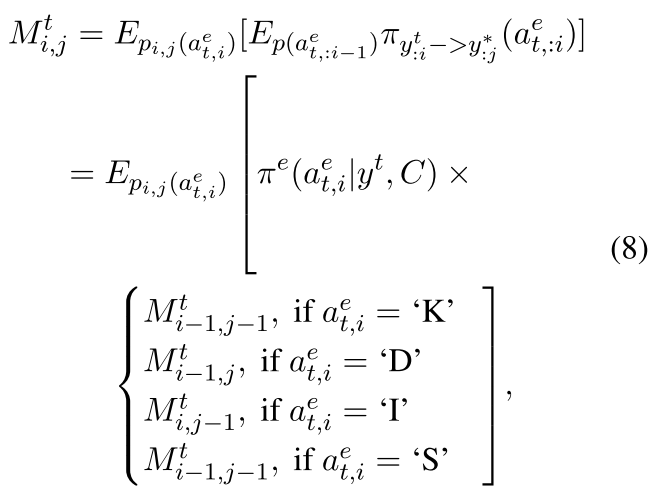 M^t_{i,j} = E_{p_{i,j}(a^e_{t,i})}[E_{p(a^e_{t,:i-1})} π_{y^t_{:i}->y^*_{:j}}(a^e_{t,:i})]
= E_{p_{i,j}(a^e_{t,i})} [ π^e(a^e_{t,i}|y^t, C) ×
(8)
{ M^t_{i-1,j-1}, if a^e_{t,i} = ‘K’
M^t_{i-1,j}, if a^e_{t,i} = ‘D’
M^t_{i,j-1}, if a^e_{t,i} = ‘I’
M^t_{i-1,j-1}, if a^e_{t,i} = ‘S’ ] ,